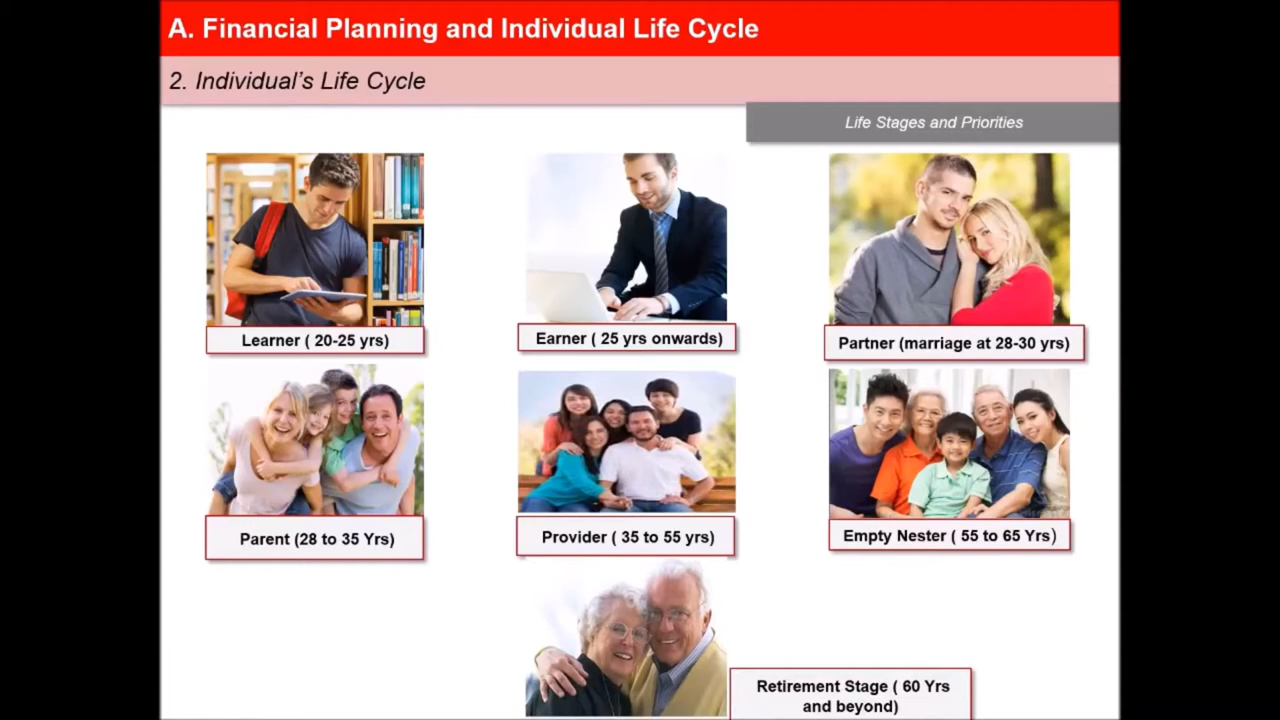 A. Financial Planning and Individual Life Cycle
2. Individual's Life Cycle
Life Stages and Priorities
Learner ( 20-25 yrs)
Earner ( 25 yrs onwards)
Partner (marriage at 28-30 yrs)
Parent (28 to 35 Yrs)
Provider ( 35 to 55 yrs)
Empty Nester ( 55 to 65 Yrs)
Retirement Stage ( 60 Yrs
and beyond)